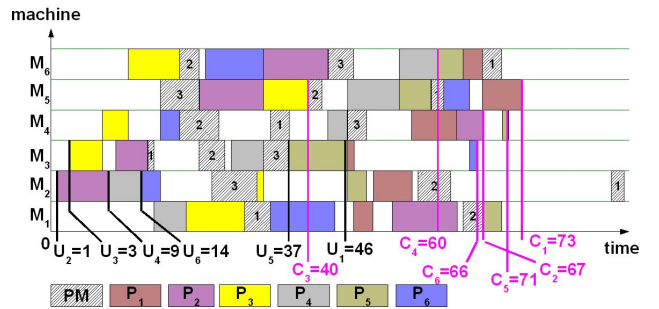 machine
M6 2 3 1
M5 3 2 1
M4 2 1 3
M3 1 2 3
M2 3 2 1
M1 1 2
0 U2=1 U3=3 U4=9 U6=14 U5=37 U1=46 C3=40 C4=60 C6=66 C5=71 C2=67 C1=73 time
PM P1 P2 P3 P4 P5 P6